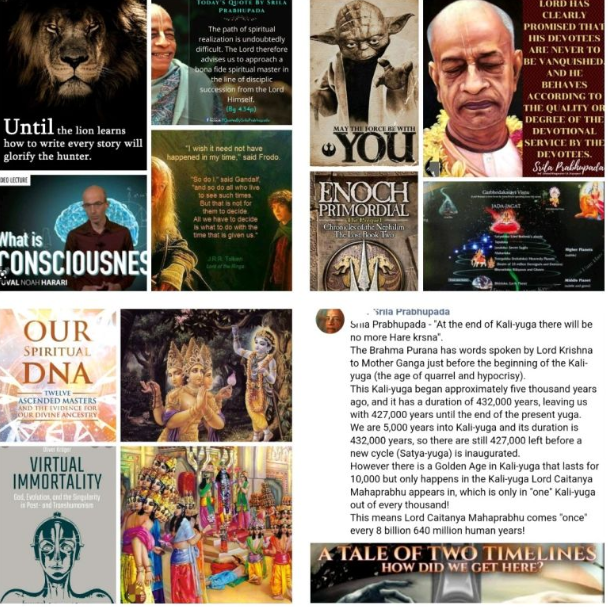 Until the lion learns
how to write every story will
glorify the hunter.
TODAY'S QUOTE BY SRILA
PRABHUPADA
The path of spiritual
realization is undoubtedly
difficult. The Lord therefore
advises us to approach a
bona fide spiritual master in
the line of disciplic
succession from the Lord
Himself.
(Bg 4.34p)
"I wish it need not have
happened in my time," said Frodo.
"So do I," said Gandalf,
"and so do all who live
to see such times.
But that is not for
them to decide.
All we have to decide
is what to do with the
time that is given us."
J.R.R. Tolkien
Lord of the Rings
DEO LECTURE
What is
CONSCIOUSNES
UVAL NOAH HARARI
MAY THE FORCE BE WITH
YOU
LORD HAS
CLEARLY
PROMISED THAT
HIS DEVOTEES
ARE NEVER TO
BE VANQUISHED
AND HE
BEHAVES
ACCORDING TO
THE QUALITY OR
DEGREE OF THE
DEVOTIONAL
SERVICE BY THE
DEVOTEES.
Srila Prabhupada
ENOCH
PRIMORDIAL
The Prequel
Chronicles of the Nephilim
Book Two
JADA JAGAT
Higher Planets
Middle Planet
OUR
SPIRITUAL
DNA
TWELVE
ASCENDED MASTERS
AND THE EVIDENCE FOR
OUR DIVINE ANCESTRY
VIRTUAL
IMMORTALITY
God, Evolution, and the Singularity
in Post- and Transhumanism
Srila Prabhupada
Srila Prabhupada - "At the end of Kali-yuga there will be
no more Hare krsna".
The Brahma Purana has words spoken by Lord Krishna
to Mother Ganga just before the beginning of the Kali-
yuga (the age of quarrel and hypocrisy).
This Kali-yuga began approximately five thousand years
ago, and it has a duration of 432,000 years, leaving us
with 427,000 years until the end of the present yuga.
We are 5,000 years into Kali-yuga and its duration is
432,000 years, so there are still 427,000 left before a
new cycle (Satya-yuga) is inaugurated.
However there is a Golden Age in Kali-yuga that lasts for
10,000 but only happens in the Kali-yuga Lord Caitanya
Mahaprabhu appears in, which is only in "one" Kali-yuga
out of every thousand!
This means Lord Caitanya Mahaprabhu comes "once"
every 8 billion 640 million human years!
A TALE OF TWO TIMELINES
HOW DID WE GET HERE?